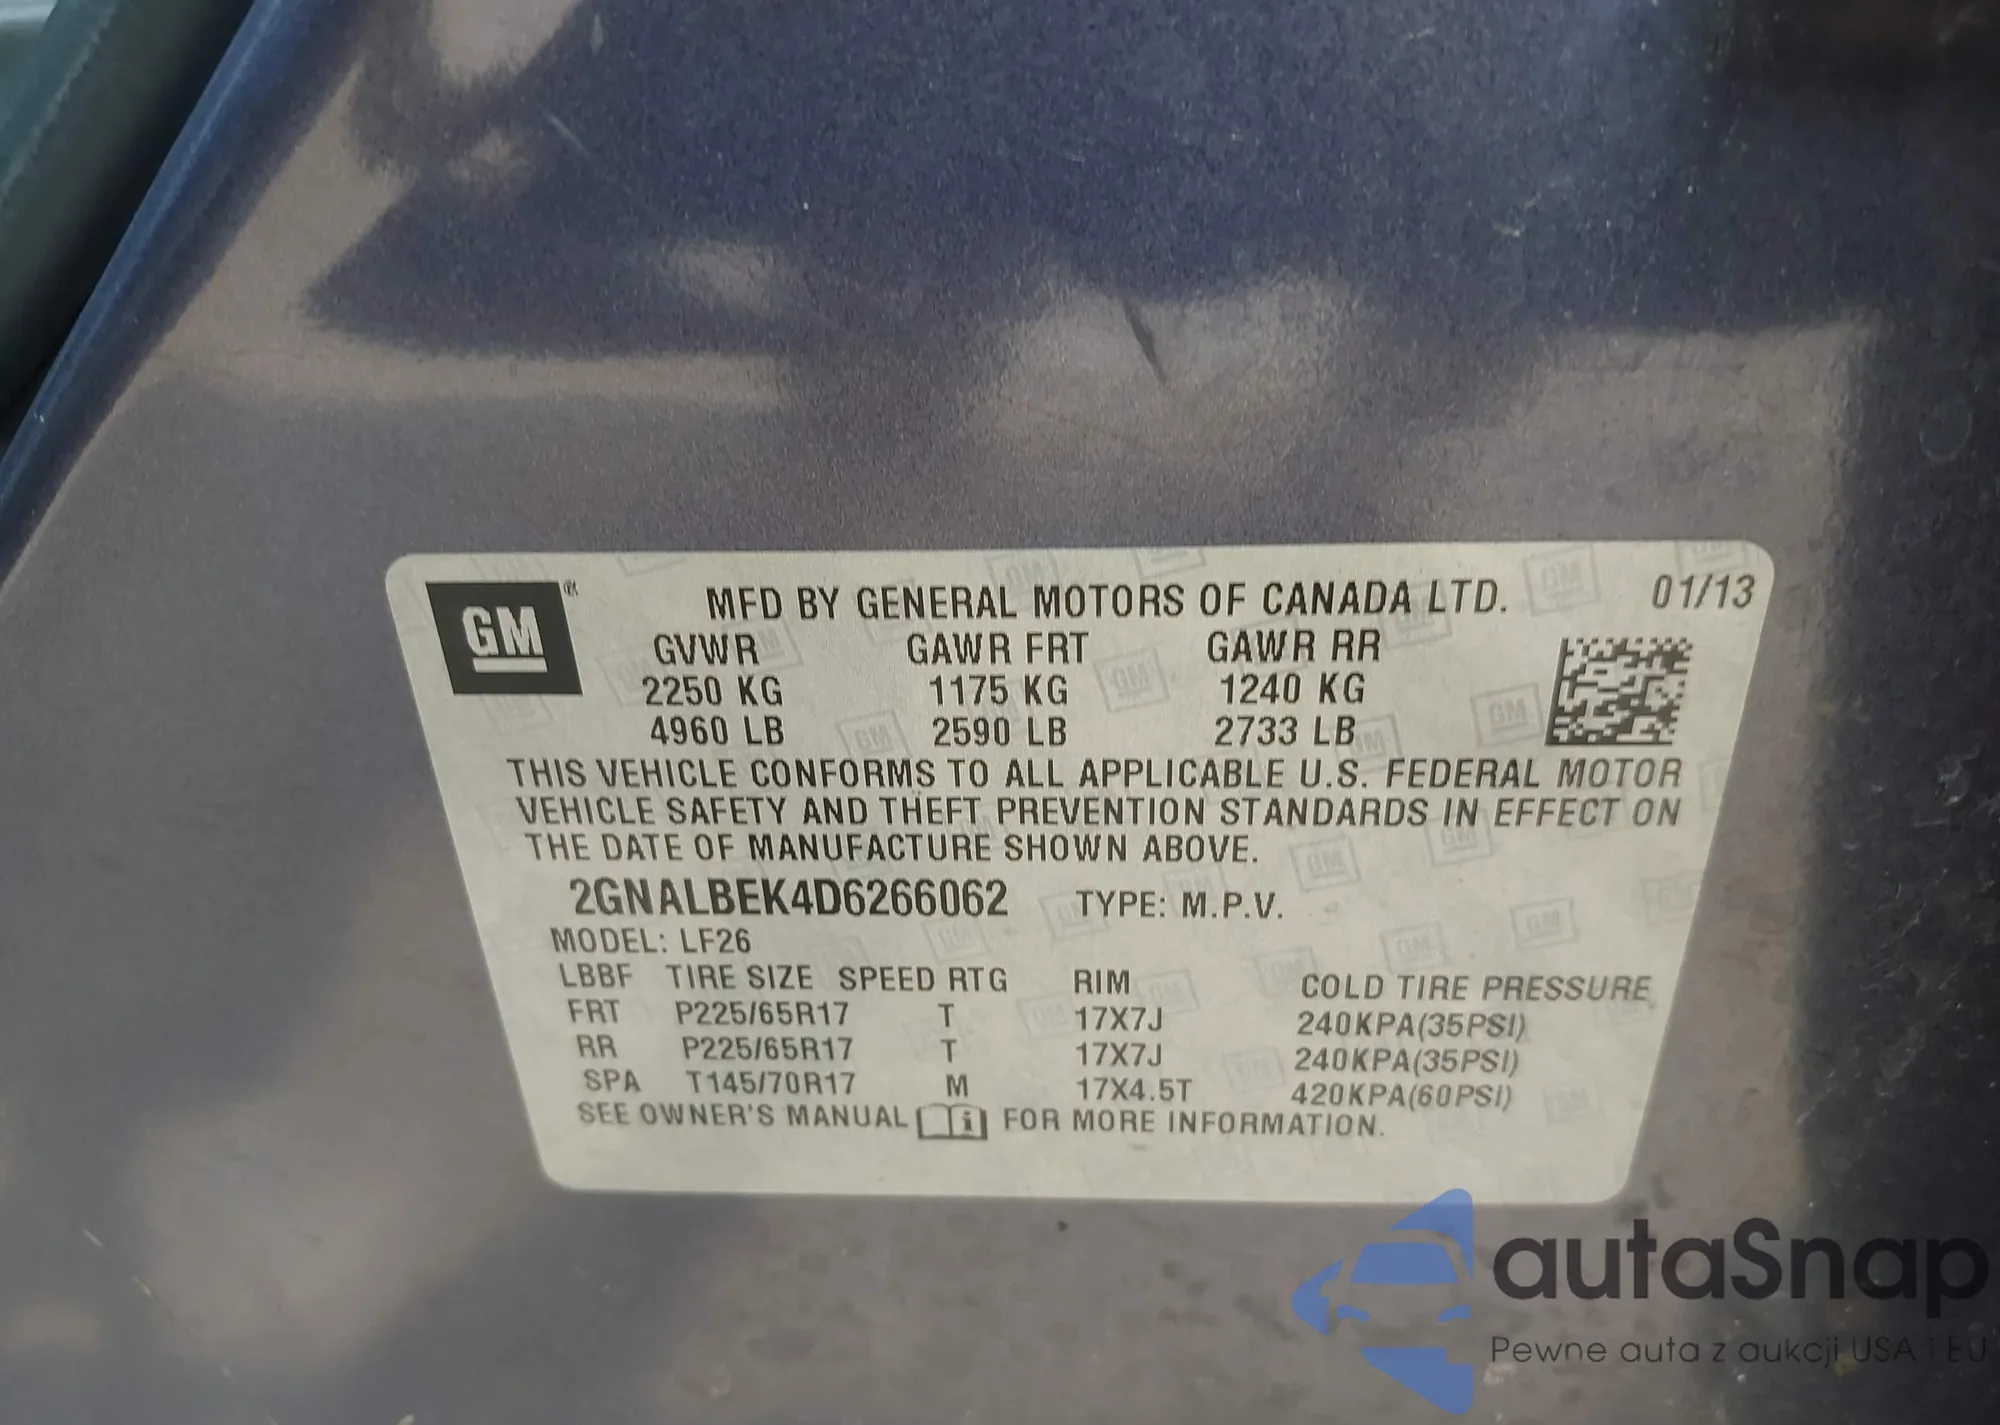 GM ®
MFD BY GENERAL MOTORS OF CANADA LTD. 01/13
GVWR GAWR FRT GAWR RR
2250 KG 1175 KG 1240 KG
4960 LB 2590 LB 2733 LB
THIS VEHICLE CONFORMS TO ALL APPLICABLE U.S. FEDERAL MOTOR
VEHICLE SAFETY AND THEFT PREVENTION STANDARDS IN EFFECT ON
THE DATE OF MANUFACTURE SHOWN ABOVE.
2GNALBEK4D6266062 TYPE: M.P.V.
MODEL: LF26
LBBF TIRE SIZE SPEED RTG RIM COLD TIRE PRESSURE
FRT P225/65R17 T 17X7J 240KPA(35PSI)
RR P225/65R17 T 17X7J 240KPA(35PSI)
SPA T145/70R17 M 17X4.5T 420KPA(60PSI)
SEE OWNER'S MANUAL i FOR MORE INFORMATION.
autaSnap
Pewne auta z aukcji USA i EU